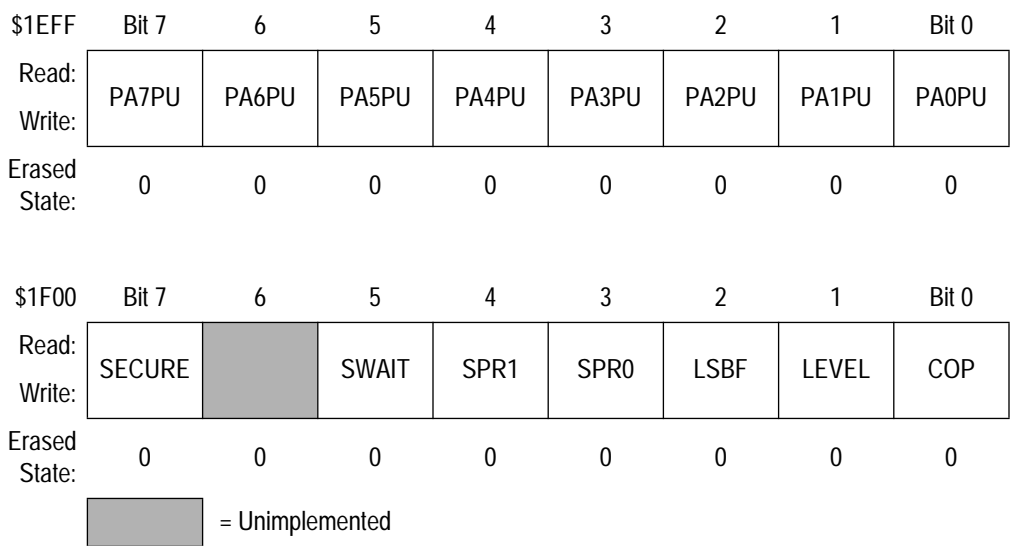 $1EFF Bit 7 6 5 4 3 2 1 Bit 0
Read:
PA7PU PA6PU PA5PU PA4PU PA3PU PA2PU PA1PU PA0PU
Write:
Erased
State:
0 0 0 0 0 0 0 0
$1F00 Bit 7 6 5 4 3 2 1 Bit 0
Read:
SECURE SWAIT SPR1 SPR0 LSBF LEVEL COP
Write:
Erased
State:
0 0 0 0 0 0 0 0
= Unimplemented